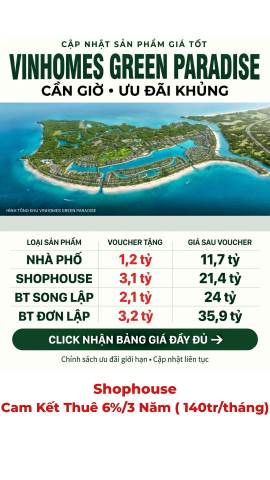 CẬP NHẬT SẢN PHẨM GIÁ TỐT
VINHOMES GREEN PARADISE
CẦN GIỜ • ƯU ĐÃI KHỦNG
HÌNH TỔNG KHU VINHOMES GREEN PARADISE
LOẠI SẢN PHẨM VOUCHER TẶNG GIÁ SAU VOUCHER
NHÀ PHỐ 1,2 tỷ 11,7 tỷ
SHOPHOUSE 3,1 tỷ 21,4 tỷ
BT SONG LẬP 2,1 tỷ 24 tỷ
BT ĐƠN LẬP 3,2 tỷ 35,9 tỷ
CLICK NHẬN BẢNG GIÁ ĐẦY ĐỦ →
Chính sách ưu đãi giới hạn • Cập nhật liên tục
Shophouse
Cam Kết Thuê 6%/3 Năm ( 140tr/tháng)